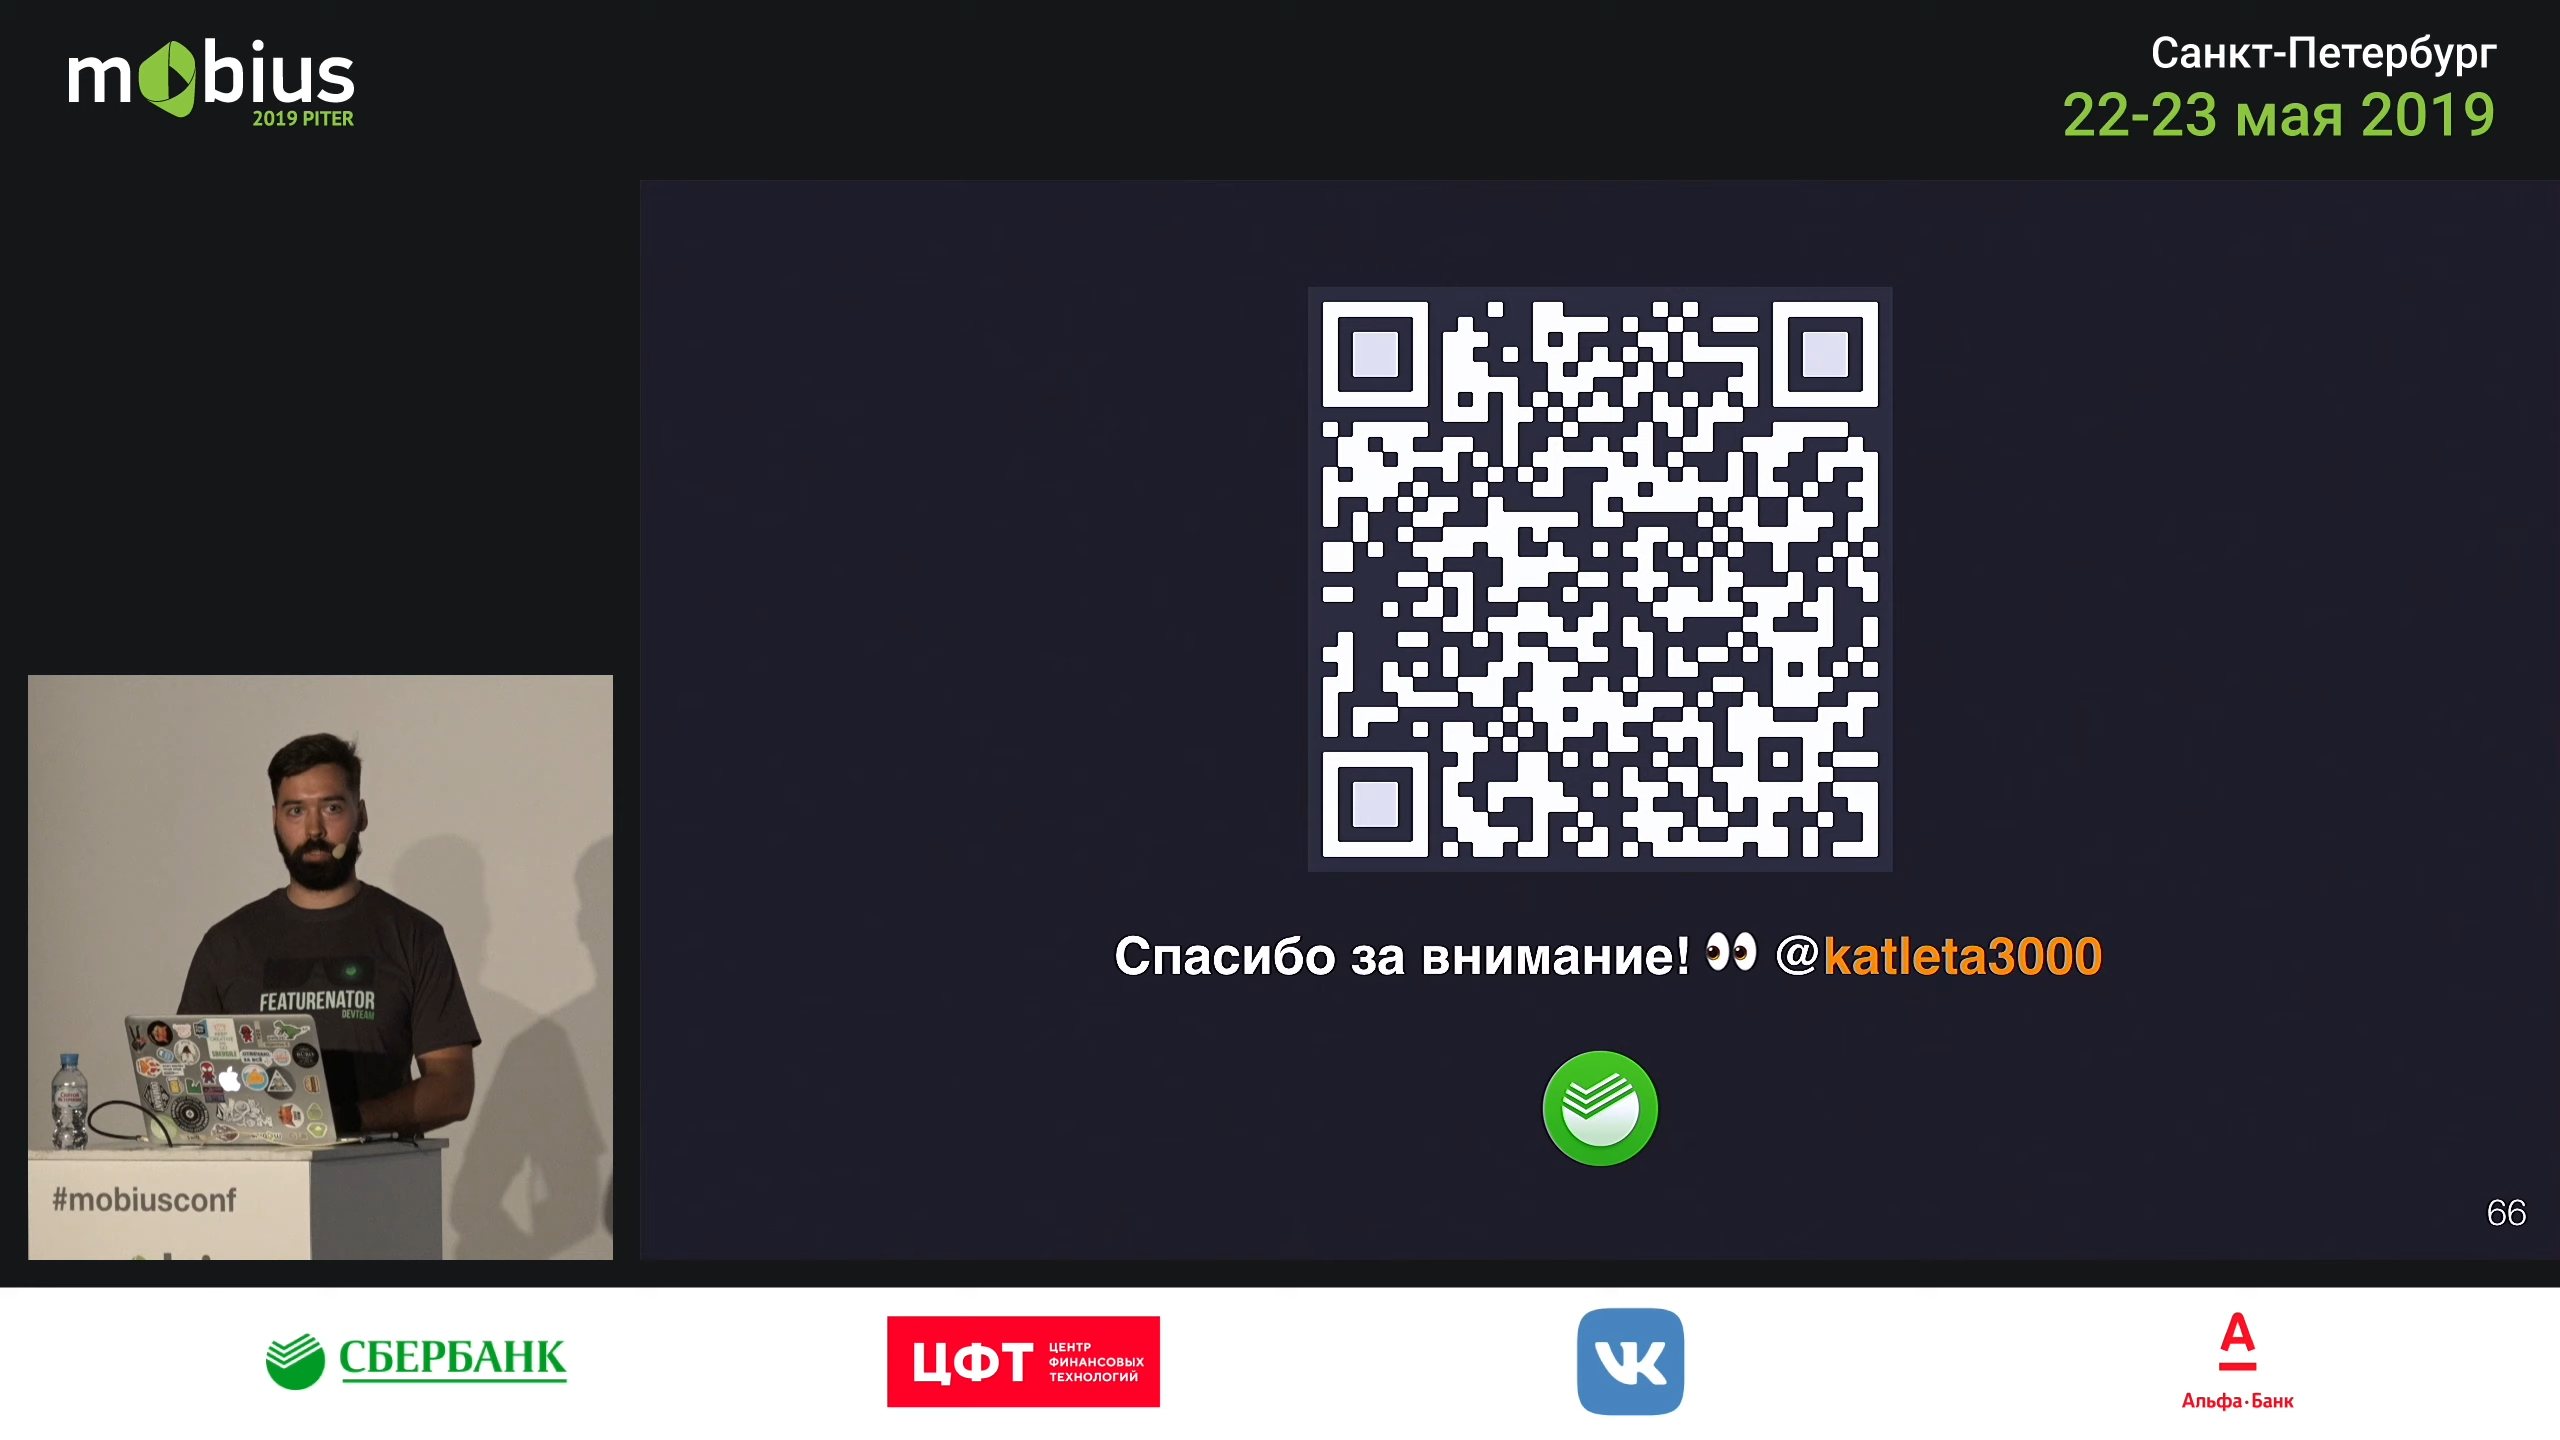 mobius
2019 PITER
Санкт-Петербург
22-23 мая 2019
Спасибо за внимание! 👀 @katleta3000
66
FEATURENATOR
DEVTEAM
#mobiusconf
СБЕРБАНК
ЦФТ
ЦЕНТР
ФИНАНСОВЫХ
ТЕХНОЛОГИЙ
VK
А
Альфа·Банк